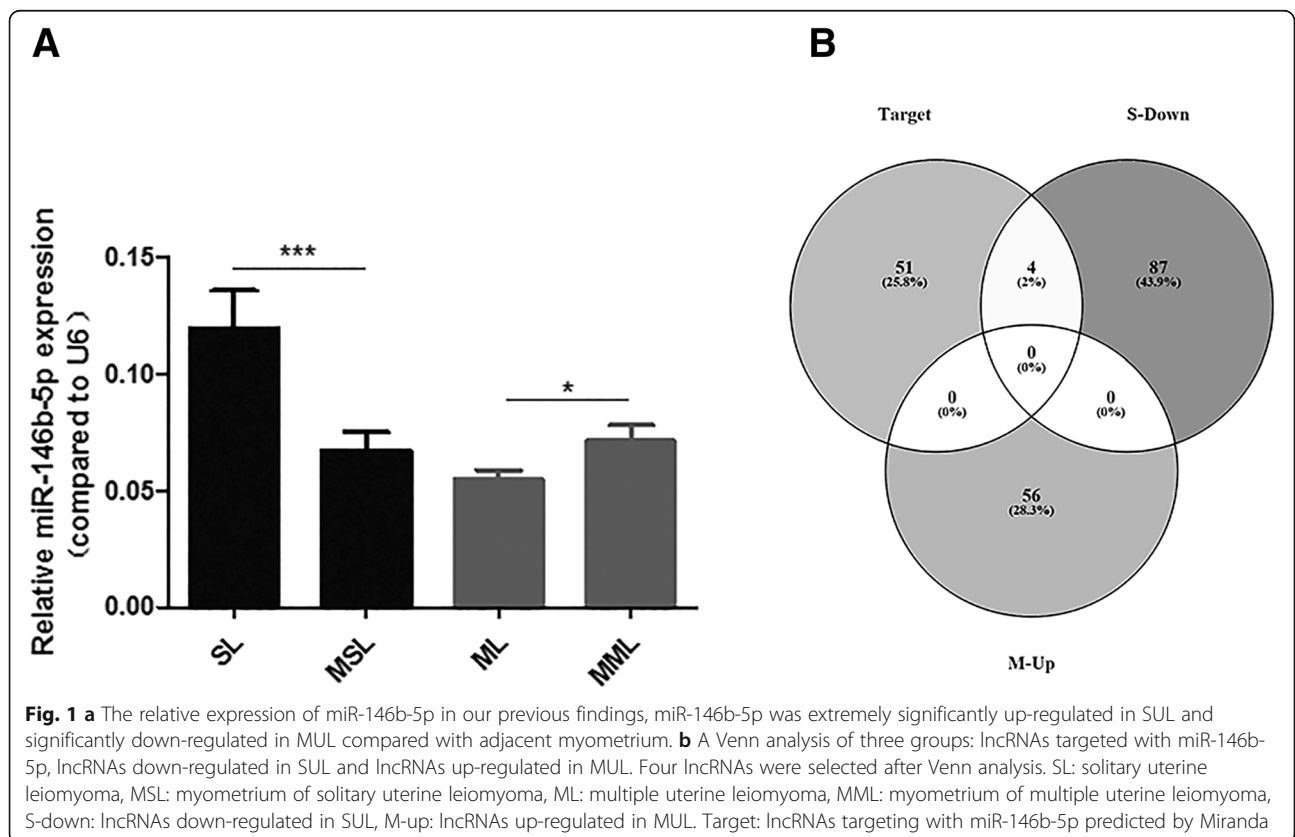 A
B
Relative miR-146b-5p expression
(compared to U6)
0.15
0.10
0.05
0.00
***
*
SL
MSL
ML
MML
Target
S-Down
51
(25.8%)
4
(2%)
87
(43.9%)
0
(0%)
0
(0%)
0
(0%)
56
(28.3%)
M-Up
Fig. 1 a The relative expression of miR-146b-5p in our previous findings, miR-146b-5p was extremely significantly up-regulated in SUL and
significantly down-regulated in MUL compared with adjacent myometrium. b A Venn analysis of three groups: lncRNAs targeted with miR-146b-
5p, lncRNAs down-regulated in SUL and lncRNAs up-regulated in MUL. Four lncRNAs were selected after Venn analysis. SL: solitary uterine
leiomyoma, MSL: myometrium of solitary uterine leiomyoma, ML: multiple uterine leiomyoma, MML: myometrium of multiple uterine leiomyoma,
S-down: lncRNAs down-regulated in SUL, M-up: lncRNAs up-regulated in MUL. Target: lncRNAs targeting with miR-146b-5p predicted by Miranda